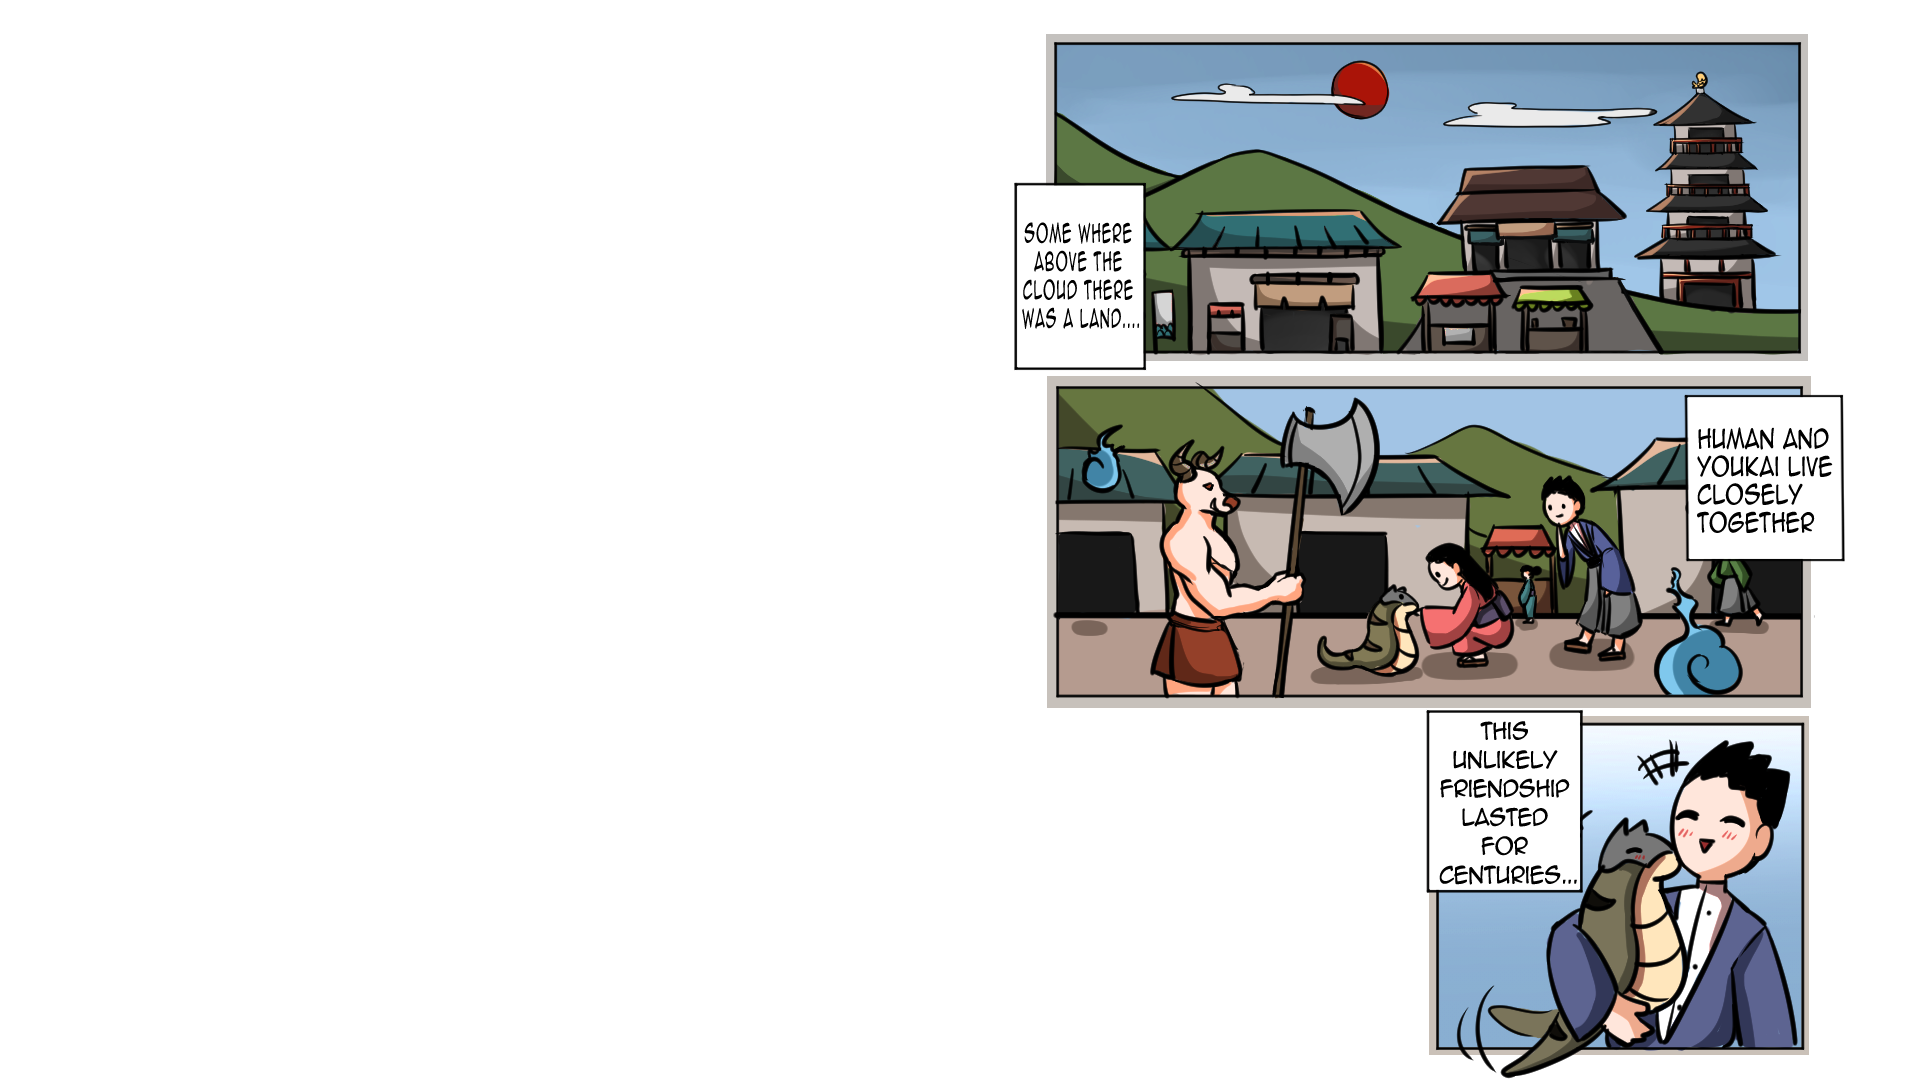 SOME WHERE
ABOVE THE
CLOUD THERE
WAS A LAND....
HUMAN AND
YOUKAI LIVE
CLOSELY
TOGETHER
THIS
UNLIKELY
FRIENDSHIP
LASTED
FOR
CENTURIES...